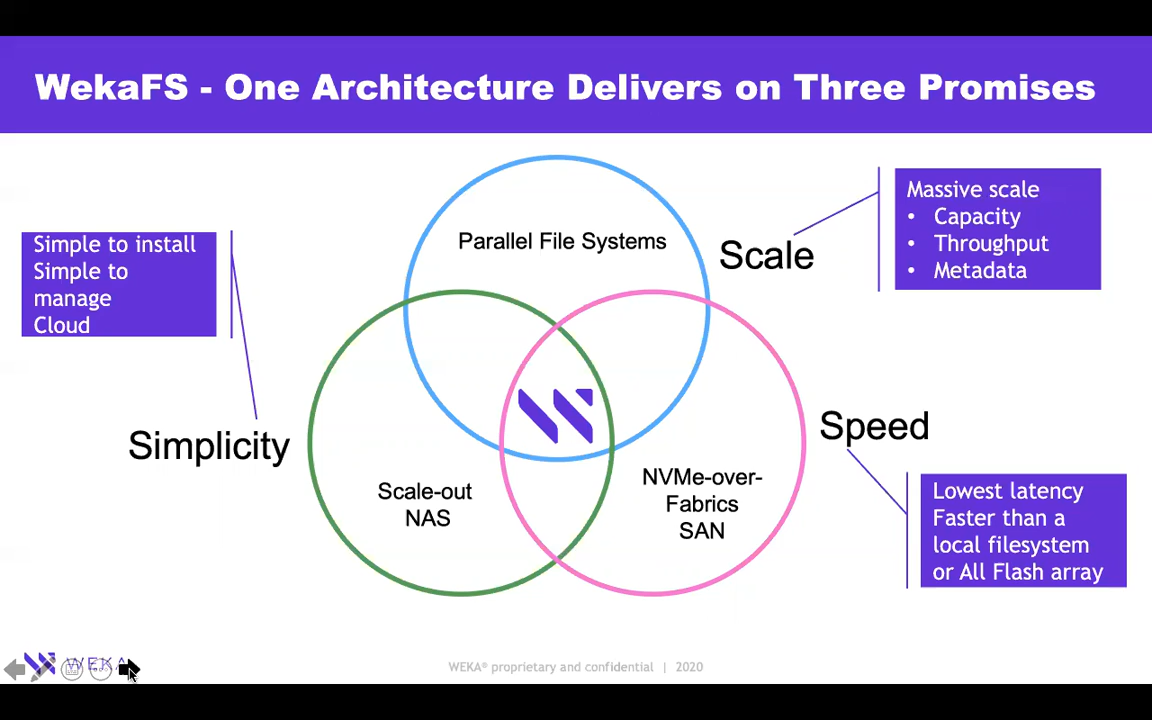 WekaFS - One Architecture Delivers on Three Promises
Parallel File Systems
Scale
Massive scale
• Capacity
• Throughput
• Metadata
Simple to install
Simple to
manage
Cloud
Simplicity
Speed
Scale-out
NAS
NVMe-over-
Fabrics
SAN
Lowest latency
Faster than a
local filesystem
or All Flash array
WEKA
WEKA® proprietary and confidential | 2020